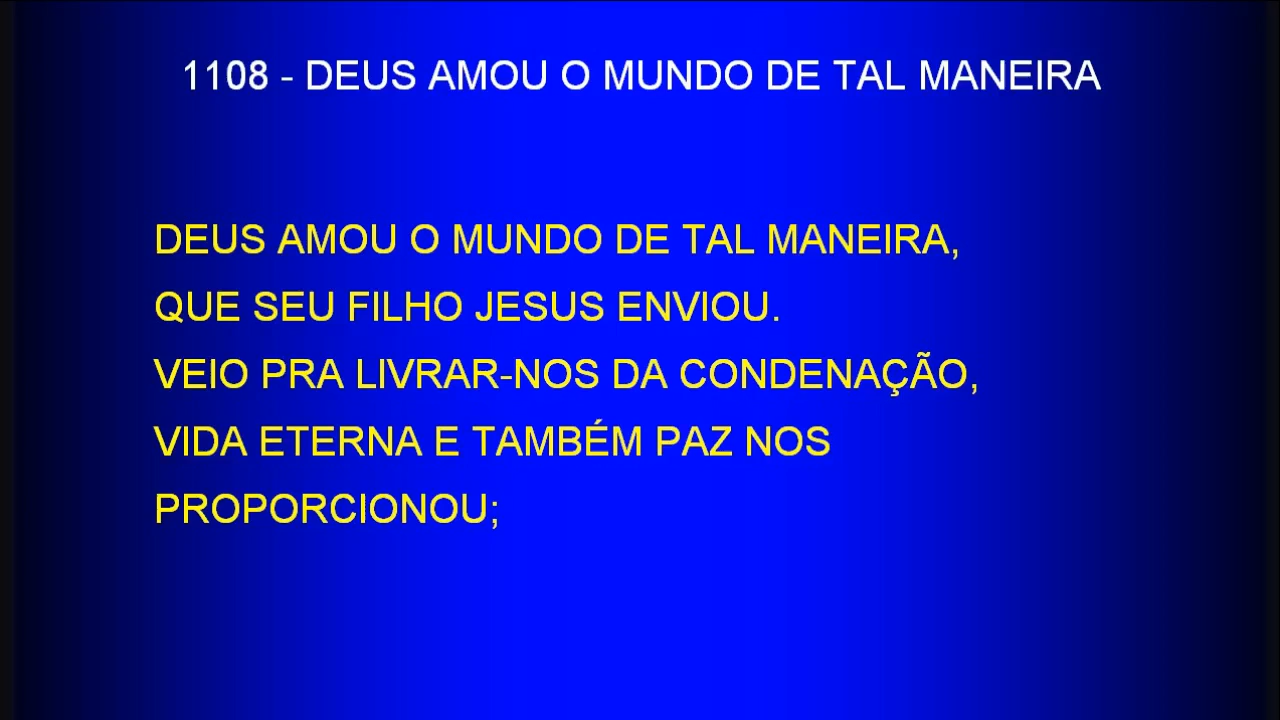 1108 - DEUS AMOU O MUNDO DE TAL MANEIRA
DEUS AMOU O MUNDO DE TAL MANEIRA,
QUE SEU FILHO JESUS ENVIOU.
VEIO PRA LIVRAR-NOS DA CONDENAÇÃO,
VIDA ETERNA E TAMBÉM PAZ NOS
PROPORCIONOU;